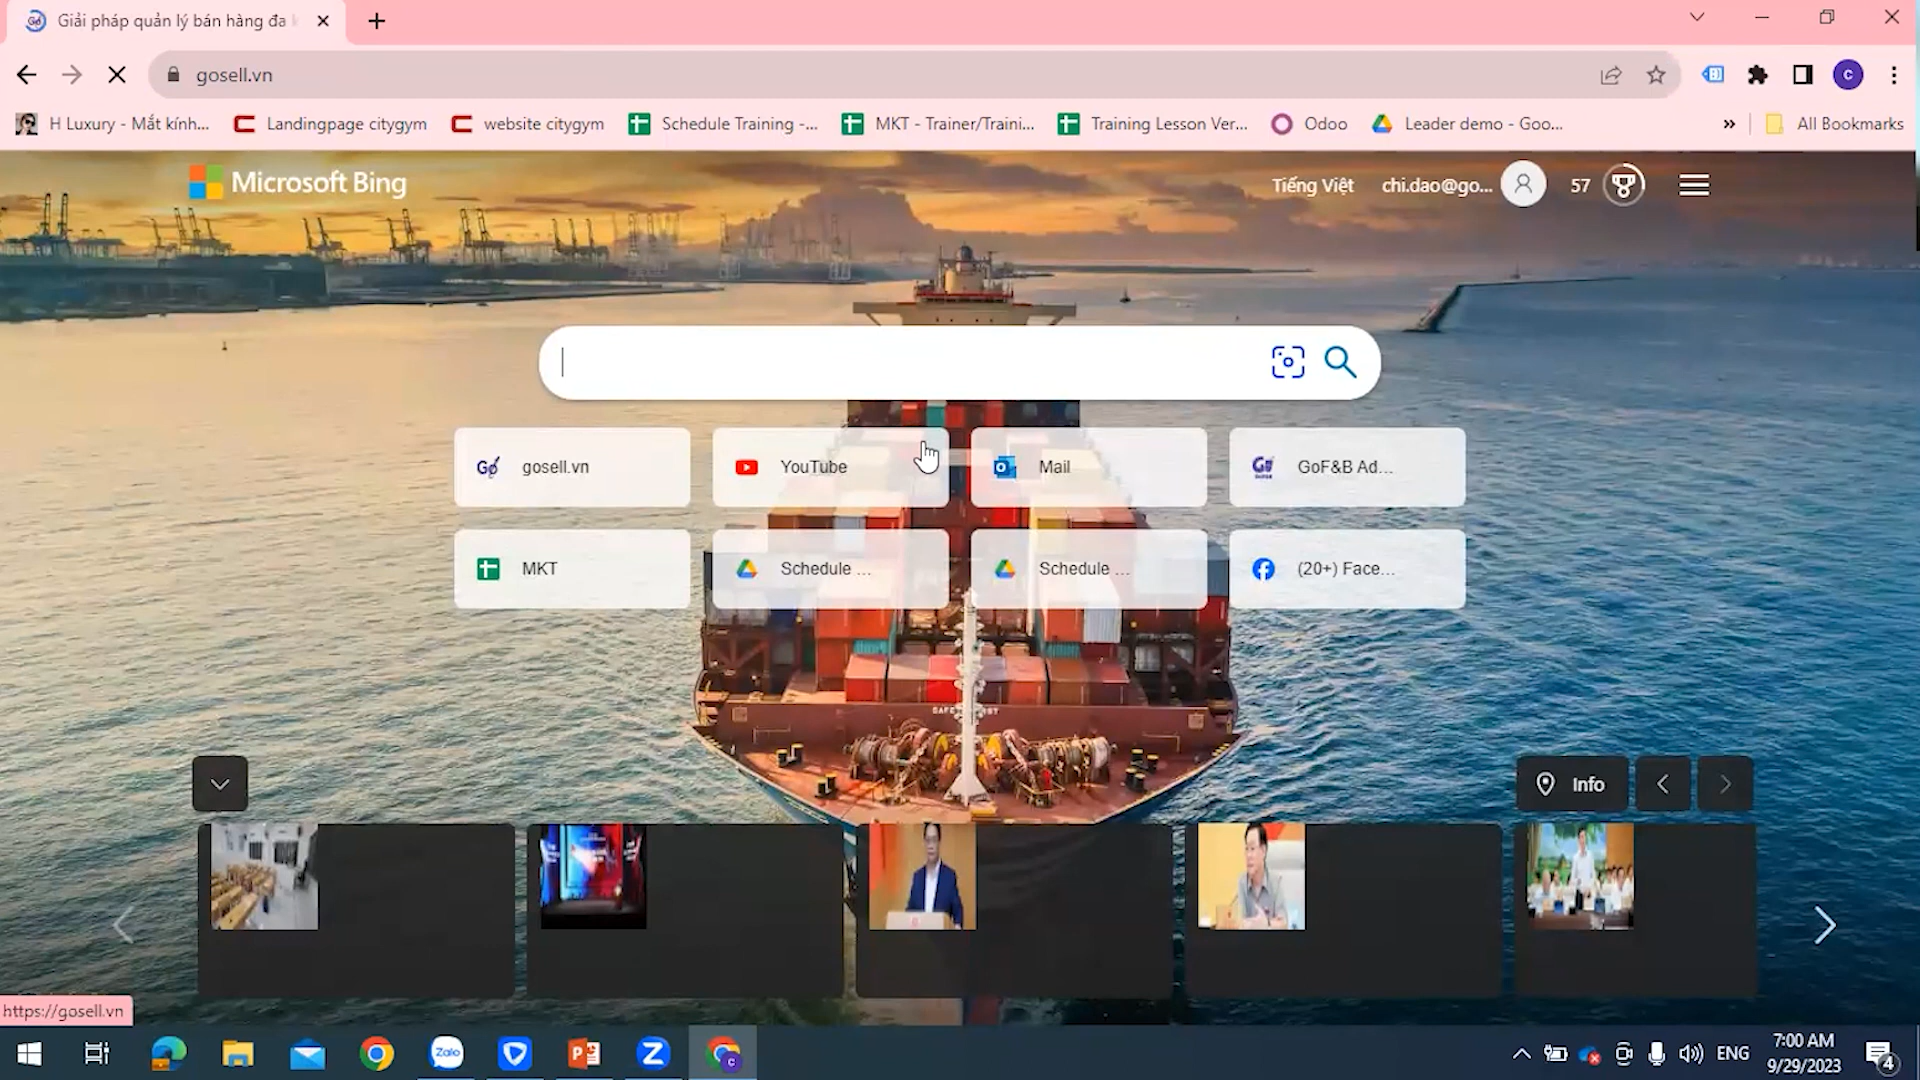 Giải pháp quản lý bán hàng đa k
gosell.vn
H Luxury - Mắt kính...
Landingpage citygym
website citygym
Schedule Training -...
MKT - Trainer/Traini...
Training Lesson Ver...
Odoo
Leader demo - Goo...
»
All Bookmarks
Microsoft Bing
Tiếng Việt
chi.dao@go...
57
gosell.vn
YouTube
Mail
GoF&B Ad...
MKT
Schedule ...
Schedule ...
(20+) Face...
Info
https://gosell.vn
Zalo
ENG
7:00 AM
9/29/2023
4